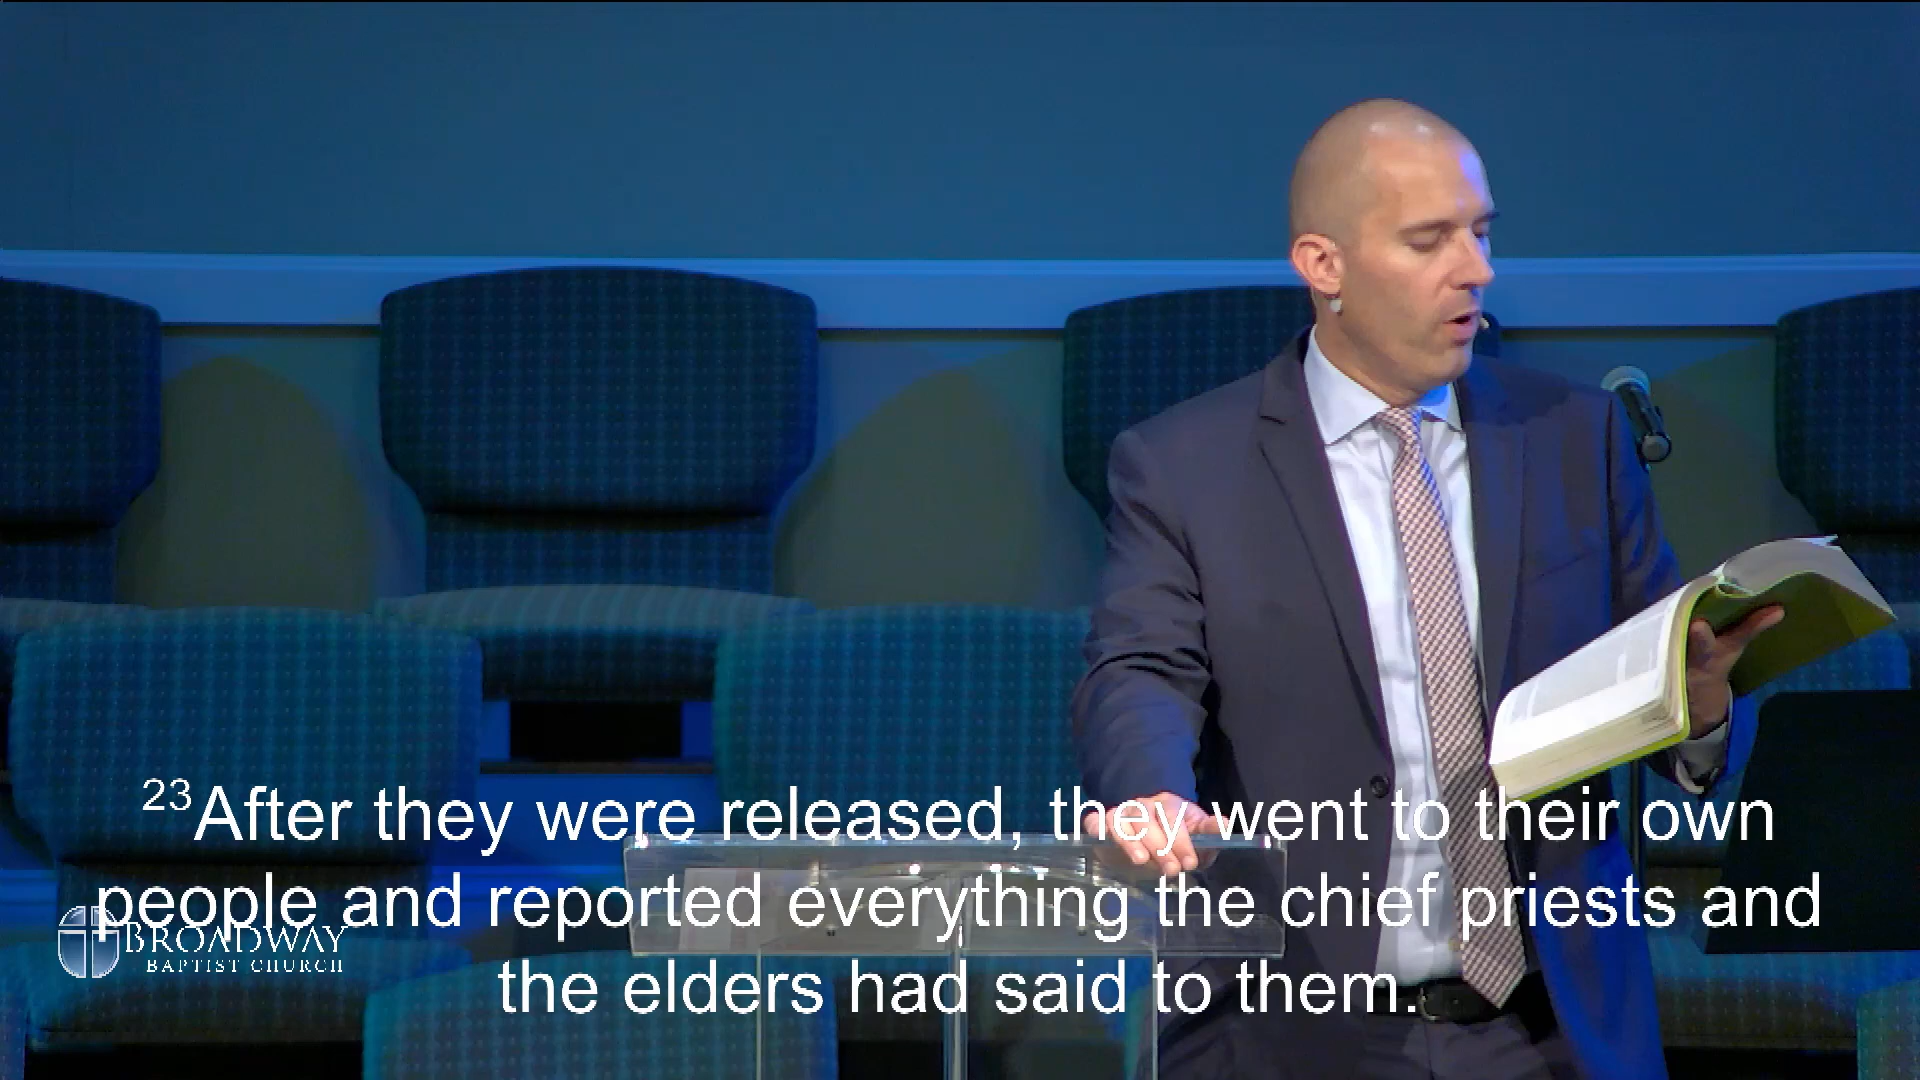 23After they were released, they went to their own
people and reported everything the chief priests and
the elders had said to them.
BROADWAY
BAPTIST CHURCH